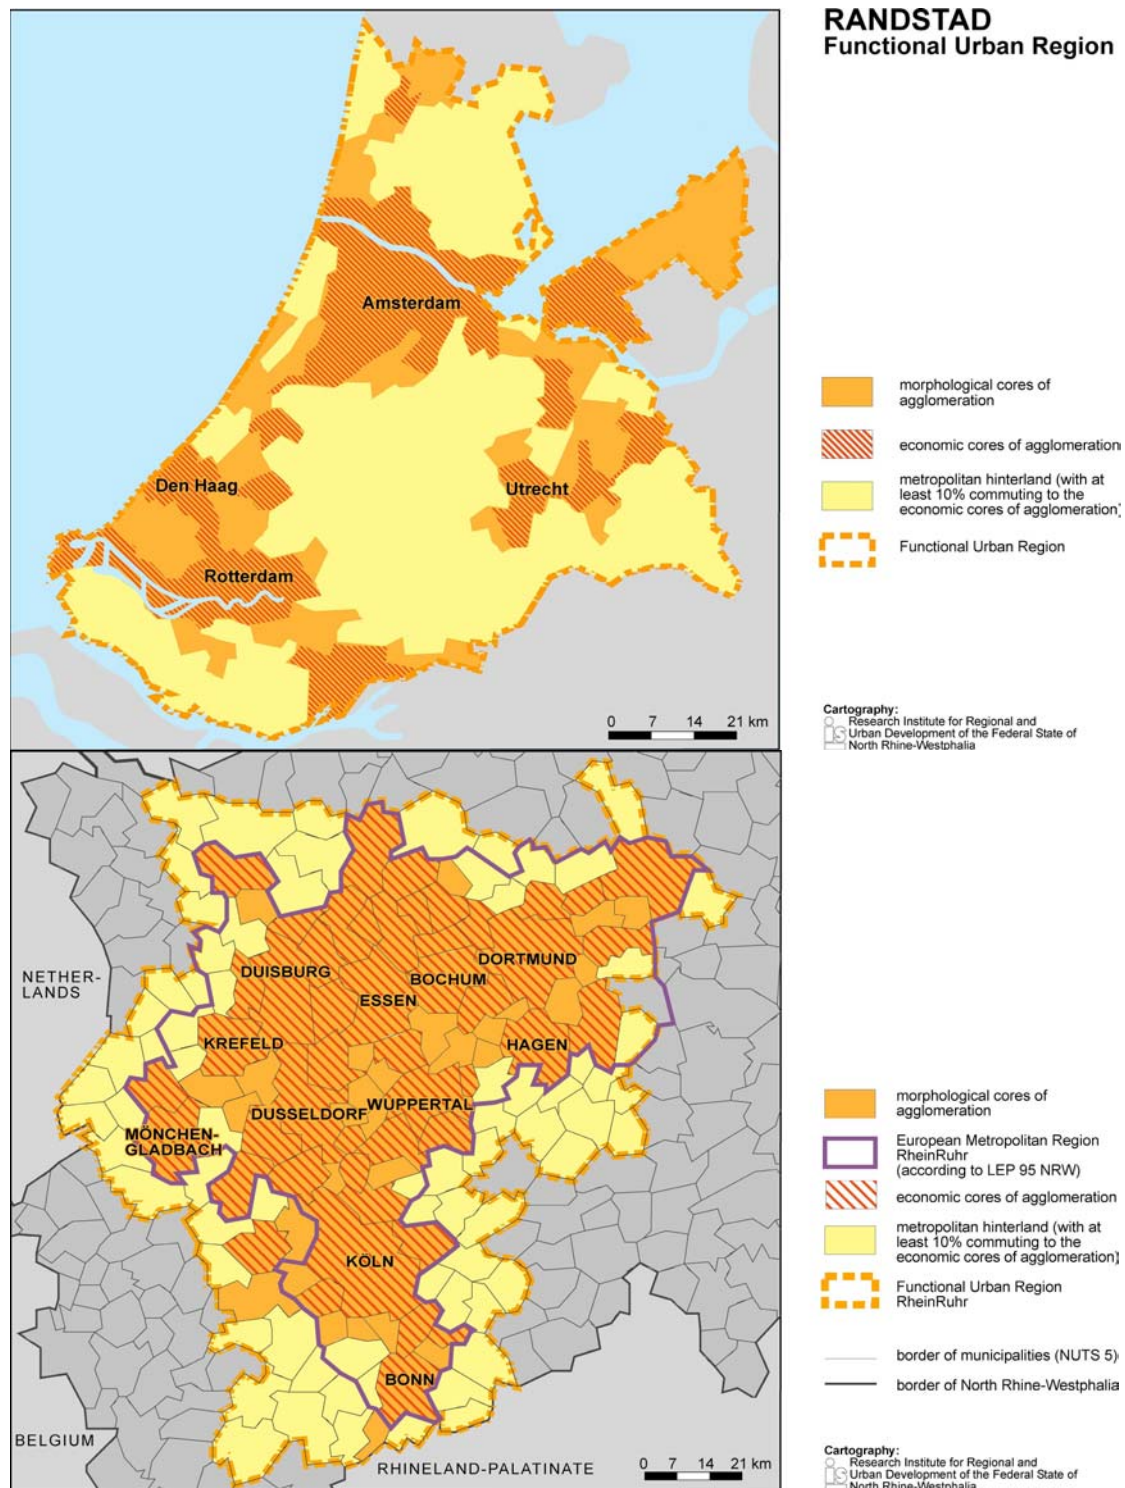 RANDSTAD
Functional Urban Region
Amsterdam
Den Haag
Utrecht
Rotterdam
0 7 14 21 km
morphological cores of
agglomeration
economic cores of agglomeration
metropolitan hinterland (with at
least 10% commuting to the
economic cores of agglomeration)
Functional Urban Region
Cartography:
ils
Research Institute for Regional and
Urban Development of the Federal State of
North Rhine-Westphalia
NETHER-
LANDS
DUISBURG
DORTMUND
BOCHUM
ESSEN
KREFELD
HAGEN
DUSSELDORF
WUPPERTAL
MÖNCHEN-
GLADBACH
KÖLN
BONN
BELGIUM
RHINELAND-PALATINATE
0 7 14 21 km
morphological cores of
agglomeration
European Metropolitan Region
RheinRuhr
(according to LEP 95 NRW)
economic cores of agglomeration
metropolitan hinterland (with at
least 10% commuting to the
economic cores of agglomeration)
Functional Urban Region
RheinRuhr
border of municipalities (NUTS 5)
border of North Rhine-Westphalia
Cartography:
ils
Research Institute for Regional and
Urban Development of the Federal State of
North Rhine-Westphalia